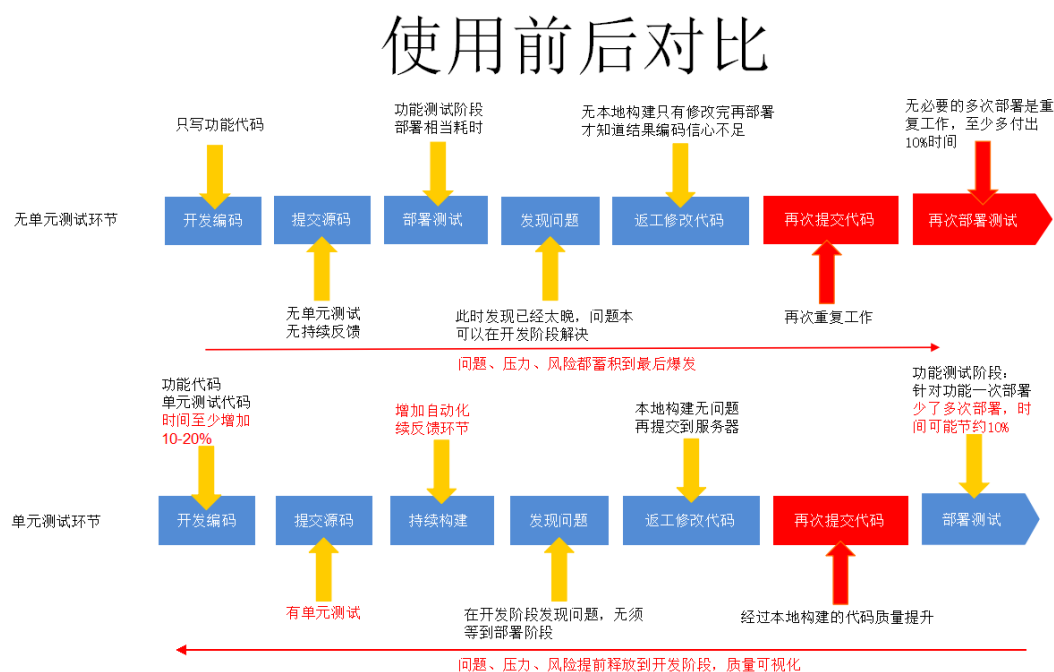 使用前后对比
只写功能代码
功能测试阶段
部署相当耗时
无本地构建只有修改完再部署
才知道结果编码信心不足
无必要的多次部署是重
复工作，至少多付出
10%时间
无单元测试环节
开发编码
提交源码
部署测试
发现问题
返工修改代码
再次提交代码
再次部署测试
无单元测试
无持续反馈
此时发现已经太晚，问题本
可以在开发阶段解决
再次重复工作
问题、压力、风险都蓄积到最后爆发
功能代码
单元测试代码
时间至少增加
10-20%
增加自动化
续反馈环节
本地构建无问题
再提交到服务器
功能测试阶段：
针对功能一次部署
少了多次部署，时
间可能节约10%
单元测试环节
开发编码
提交源码
持续构建
发现问题
返工修改代码
再次提交代码
部署测试
有单元测试
在开发阶段发现问题，无须
等到部署阶段
经过本地构建的代码质量提升
问题、压力、风险提前释放到开发阶段，质量可视化